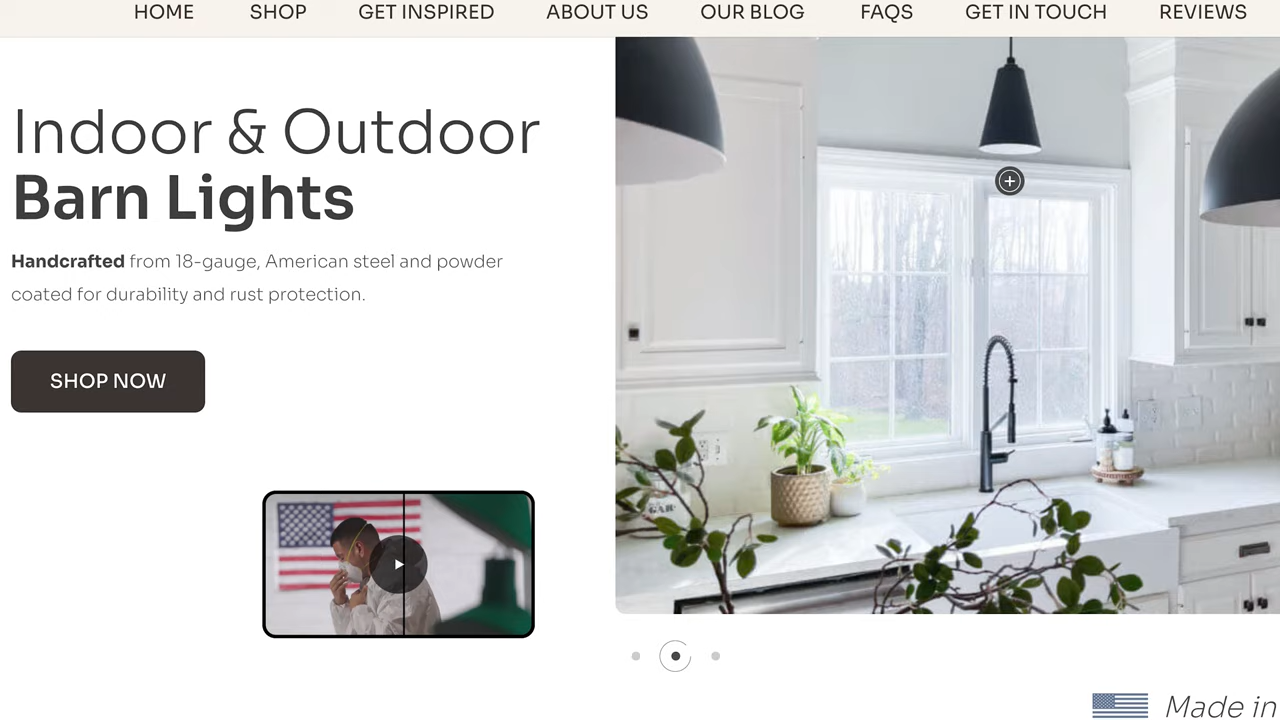 HOME SHOP GET INSPIRED ABOUT US OUR BLOG FAQS GET IN TOUCH REVIEWS
Indoor & Outdoor
Barn Lights
Handcrafted from 18-gauge, American steel and powder
coated for durability and rust protection.
SHOP NOW
Made in